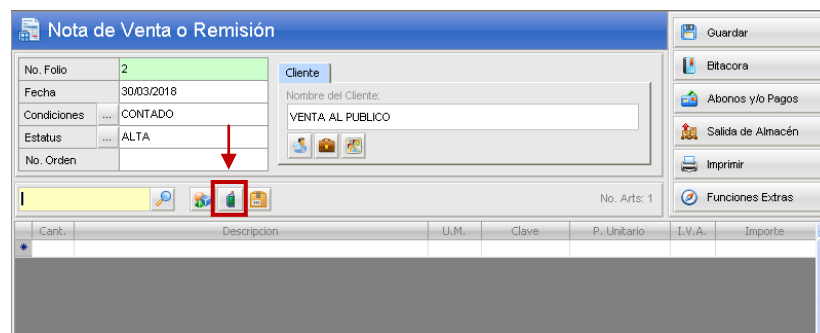 Nota de Venta o Remisión
No. Folio 2
Fecha 30/03/2018
Condiciones ... CONTADO
Estatus ... ALTA
No. Orden
Cliente
Nombre del Cliente:
VENTA AL PUBLICO
No. Arts: 1
Cant. Descripcion U.M. Clave P. Unitario I.V.A. Importe
Guardar
Bitacora
Abonos y/o Pagos
Salida de Almacén
Imprimir
Funciones Extras